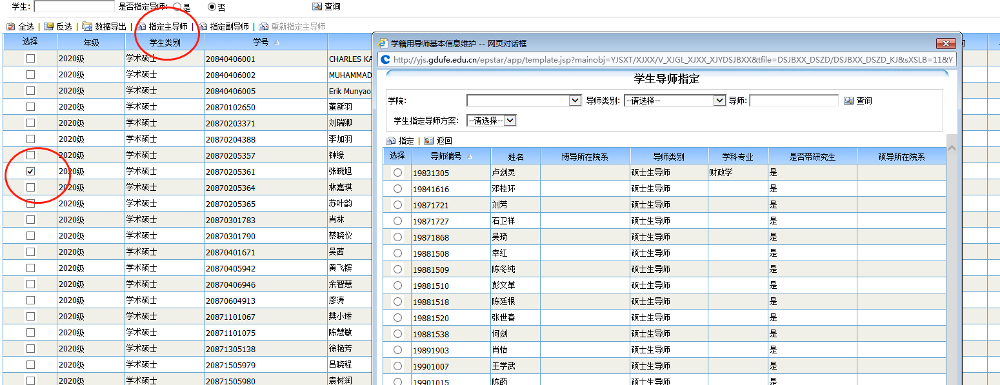 学生: 是否指定导师: 是 否 查询
全选 | 反选 | 数据导出 | 指定主导师 | 指定副导师 | 重新指定主导师
选择 年级 学生类别 学号
2020级 学术硕士 20840406001 CHARLES KA
2020级 学术硕士 20840406002 MUHAMMAD
2020级 学术硕士 20840406005 Erik Munyao
2020级 学术硕士 20870102650 董新羽
2020级 学术硕士 20870203371 刘瑞卿
2020级 学术硕士 20870204388 李加羽
2020级 学术硕士 20870205357 钟缘
2020级 学术硕士 20870205361 张晓旭
2020级 学术硕士 20870205364 林嘉琪
2020级 学术硕士 20870205365 苏叶韵
2020级 学术硕士 20870301783 肖林
2020级 学术硕士 20870301790 蔡晓仪
2020级 学术硕士 20870401671 吴茜
2020级 学术硕士 20870405942 黄飞镔
2020级 学术硕士 20870406946 余智慧
2020级 学术硕士 20870604913 廖涛
2020级 学术硕士 20871101067 樊小琳
2020级 学术硕士 20871101075 陈慧敏
2020级 学术硕士 20871305138 徐艳芳
2020级 学术硕士 20871505979 吕晓程
2020级 学术硕士 20871505980 袁树润
学籍用导师基本信息维护 -- 网页对话框
http://yjs.gdufe.edu.cn/epstar/app/template.jsp?mainobj=YJSXT/XJXX/V_XJGL_XJXX_XJYDSJBXX&tfile=DSJBXX_DSZD/DSJBXX_DSZD_KJ&sXSLB=11&Y
学生导师指定
学院: 导师类别: --请选择-- 导师: 查询
学生指定导师方案: --请选择--
指定 | 返回
选择 导师编号 姓名 博导所在院系 导师类别 学科专业 是否带研究生 硕导所在院系
19831305 卢剑灵 硕士生导师 财政学 是
19841616 邓桂环 硕士生导师 是
19871721 刘芳 硕士生导师 是
19871727 石卫祥 硕士生导师 是
19871868 吴琦 硕士生导师 是
19881508 幸红 硕士生导师 是
19881509 陈冬纯 硕士生导师 是
19881510 彭文革 硕士生导师 是
19881518 陈廷根 硕士生导师 是
19881520 张世春 硕士生导师 是
19881538 何剑 硕士生导师 是
19891903 肖怡 硕士生导师 是
19901007 王学武 硕士生导师 是
19901015 陈韵 硕士生导师 是